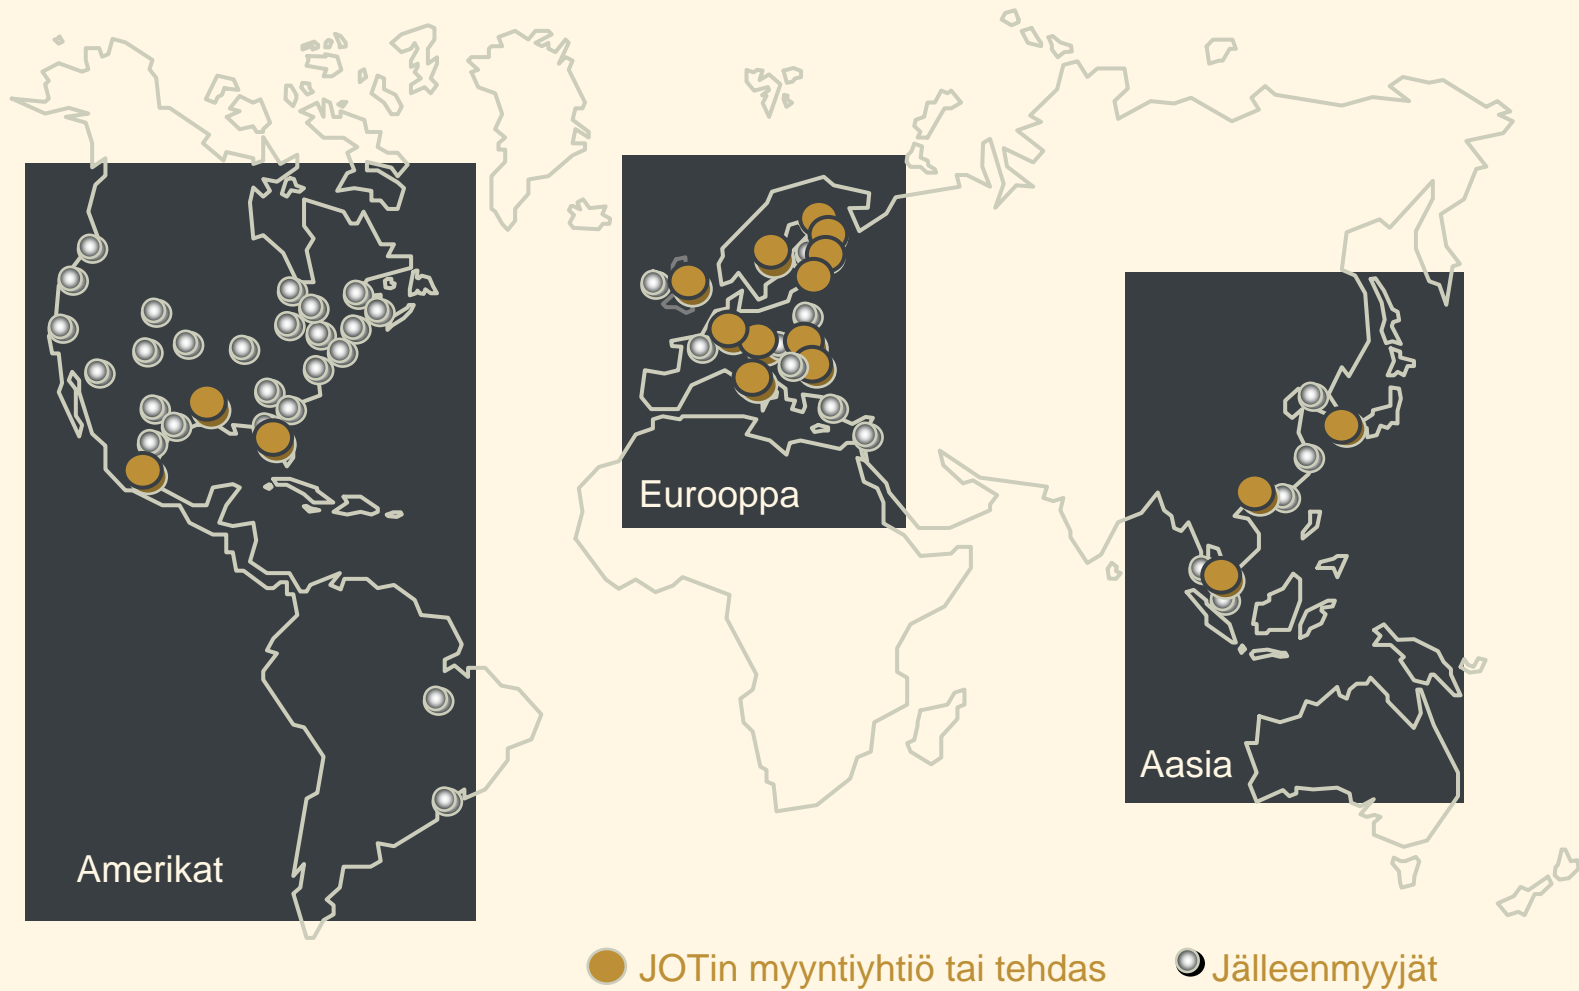 Eurooppa
Aasia
Amerikat
JOTin myyntiyhtiö tai tehdas
Jälleenmyyjät